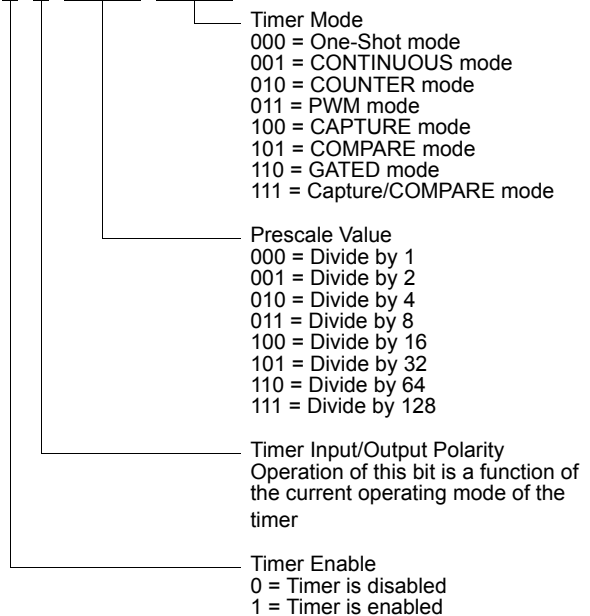 Timer Mode
000 = One-Shot mode
001 = CONTINUOUS mode
010 = COUNTER mode
011 = PWM mode
100 = CAPTURE mode
101 = COMPARE mode
110 = GATED mode
111 = Capture/COMPARE mode
Prescale Value
000 = Divide by 1
001 = Divide by 2
010 = Divide by 4
011 = Divide by 8
100 = Divide by 16
101 = Divide by 32
110 = Divide by 64
111 = Divide by 128
Timer Input/Output Polarity
Operation of this bit is a function of
the current operating mode of the
timer
Timer Enable
0 = Timer is disabled
1 = Timer is enabled